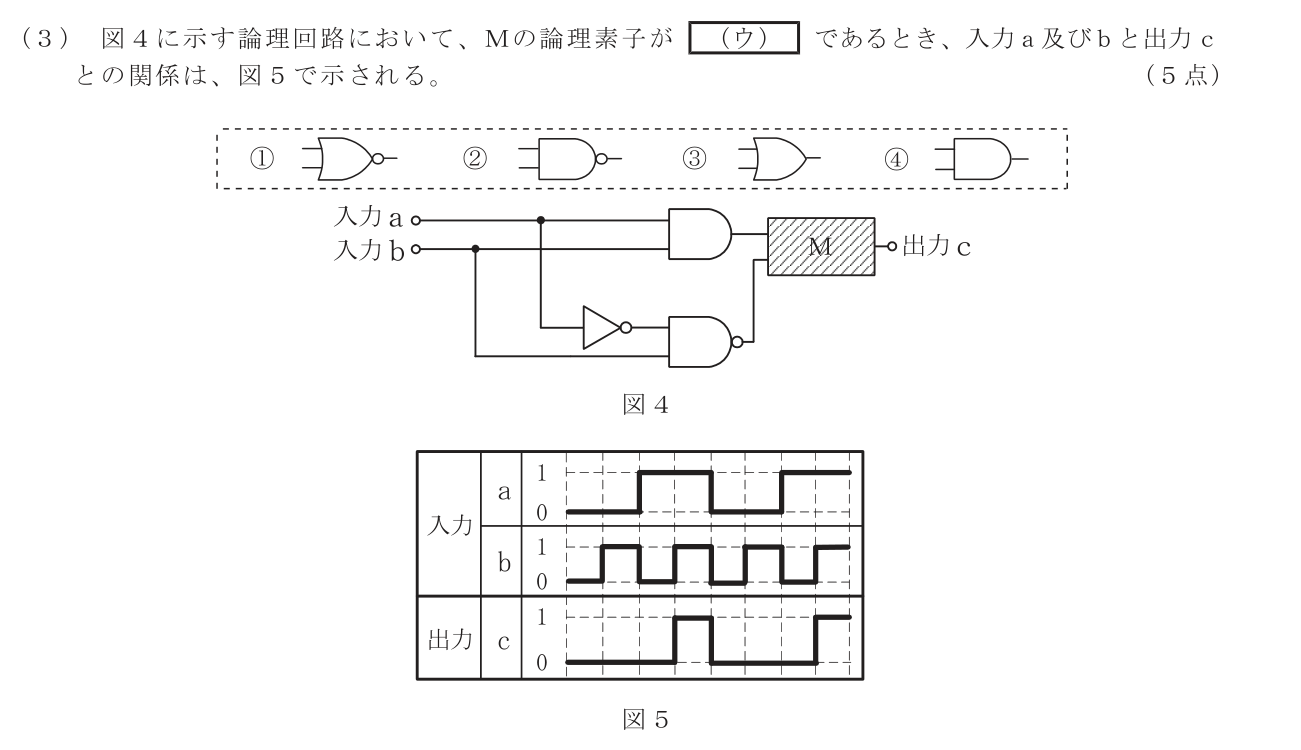 (3) 図4に示す論理回路において、Mの論理素子が (ウ) であるとき、入力a及びbと出力c
との関係は、図5で示される。 (5点)
① ② ③ ④
入力a
入力b
M
出力c
図4
入力
a
1
0
b
1
0
出力
c
1
0
図5